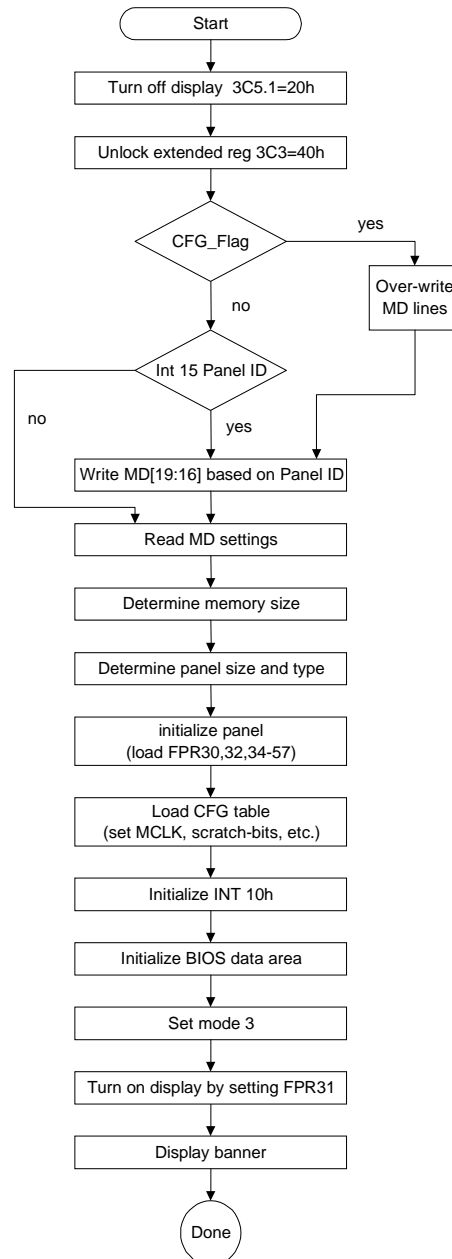 Start
Turn off display 3C5.1=20h
Unlock extended reg 3C3=40h
CFG_Flag
yes
Over-write
MD lines
no
Int 15 Panel ID
no
yes
Write MD[19:16] based on Panel ID
Read MD settings
Determine memory size
Determine panel size and type
initialize panel
(load FPR30,32,34-57)
Load CFG table
(set MCLK, scratch-bits, etc.)
Initialize INT 10h
Initialize BIOS data area
Set mode 3
Turn on display by setting FPR31
Display banner
Done